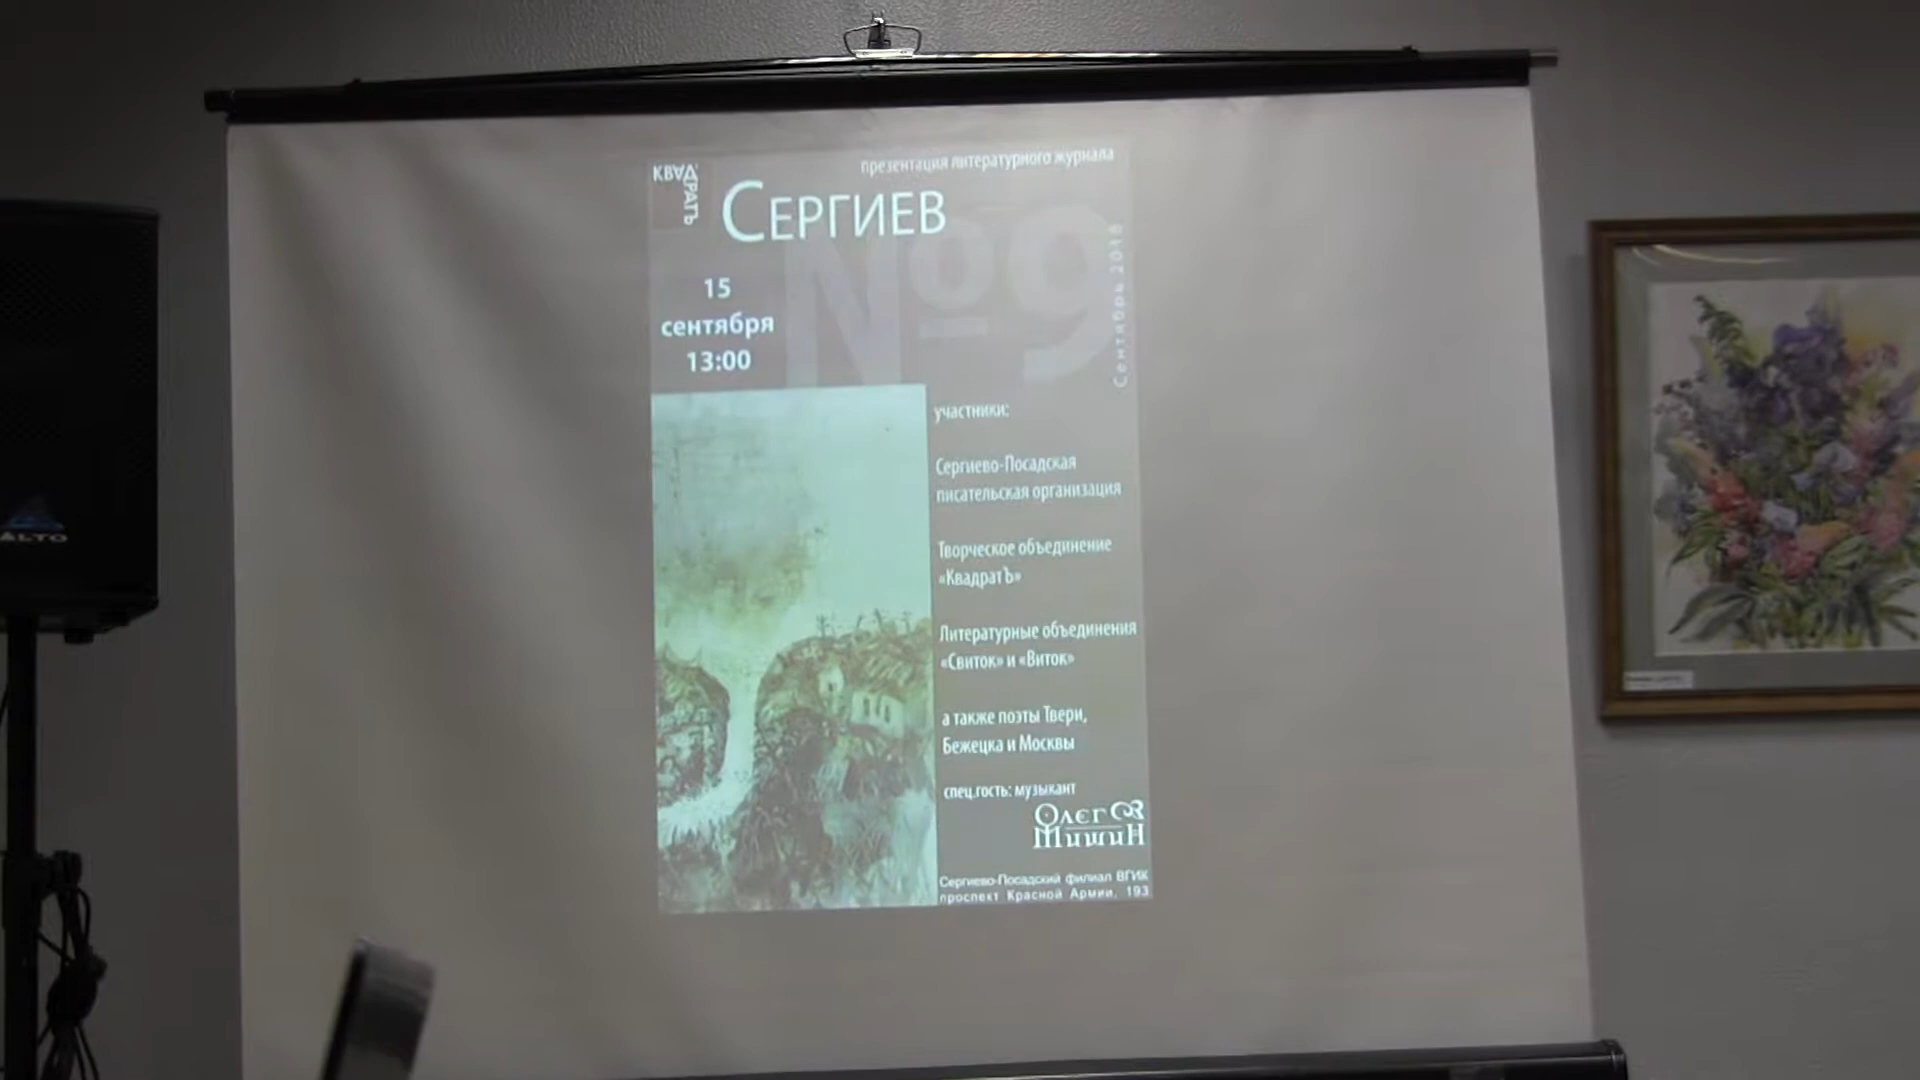 презентация литературного журнала
КВАДРАТЪ
СЕРГИЕВ
№9
Сентябрь 2018
15
сентября
13:00
участники:
Сергиево-Посадская
писательская организация
Творческое объединение
«КвадратЪ»
Литературные объединения
«Свиток» и «Виток»
а также поэты Твери,
Бежецка и Москвы
спец.гость: музыкант
Олег
Мишин
Сергиево-Посадский филиал ВГИК
проспект Красной Армии, 193
ALTO